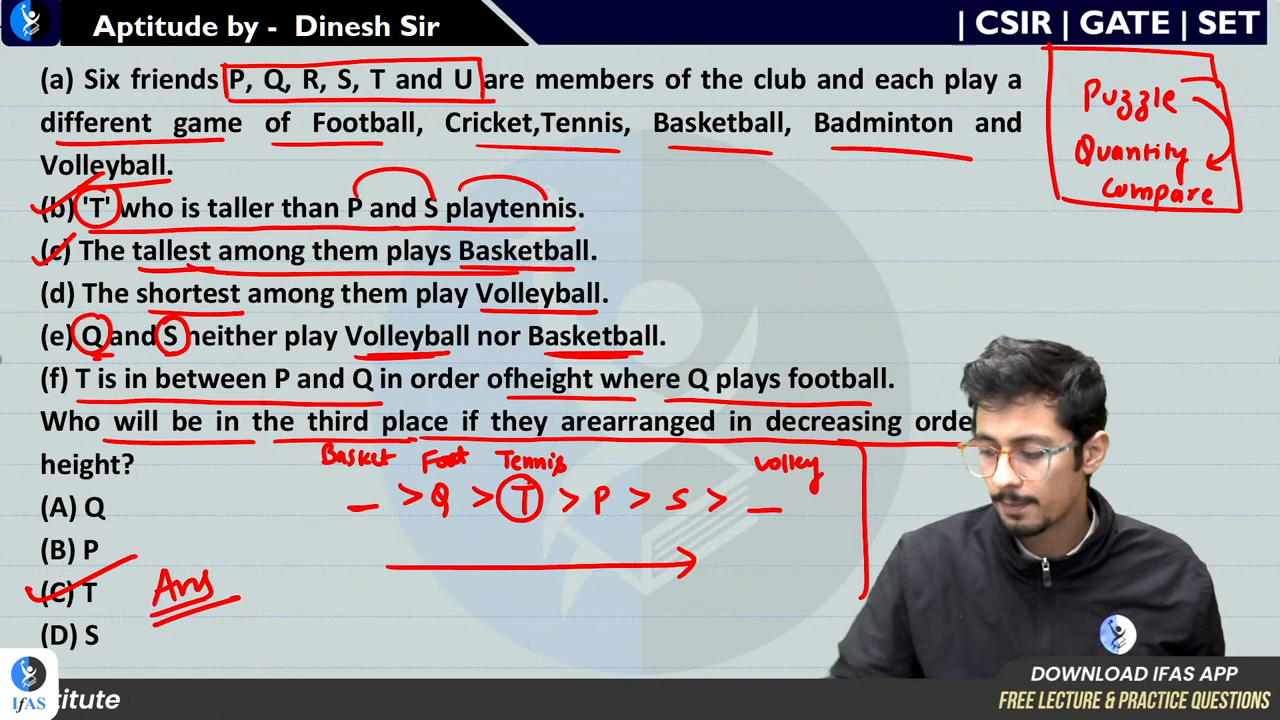 Aptitude by - Dinesh Sir
| CSIR | GATE | SET
(a) Six friends P, Q, R, S, T and U are members of the club and each play a
different game of Football, Cricket,Tennis, Basketball, Badminton and
Volleyball.
(b) 'T' who is taller than P and S playtennis.
(c) The tallest among them plays Basketball.
(d) The shortest among them play Volleyball.
(e) Q and S neither play Volleyball nor Basketball.
(f) T is in between P and Q in order ofheight where Q plays football.
Who will be in the third place if they arearranged in decreasing orde
height?
(A) Q
(B) P
(C) T
(D) S
Puzzle
Quantity
Compare
Basket Foot Tennis Volley
_ > Q > T > P > S > _
Ans
IFAS
titute
DOWNLOAD IFAS APP
FREE LECTURE & PRACTICE QUESTIONS